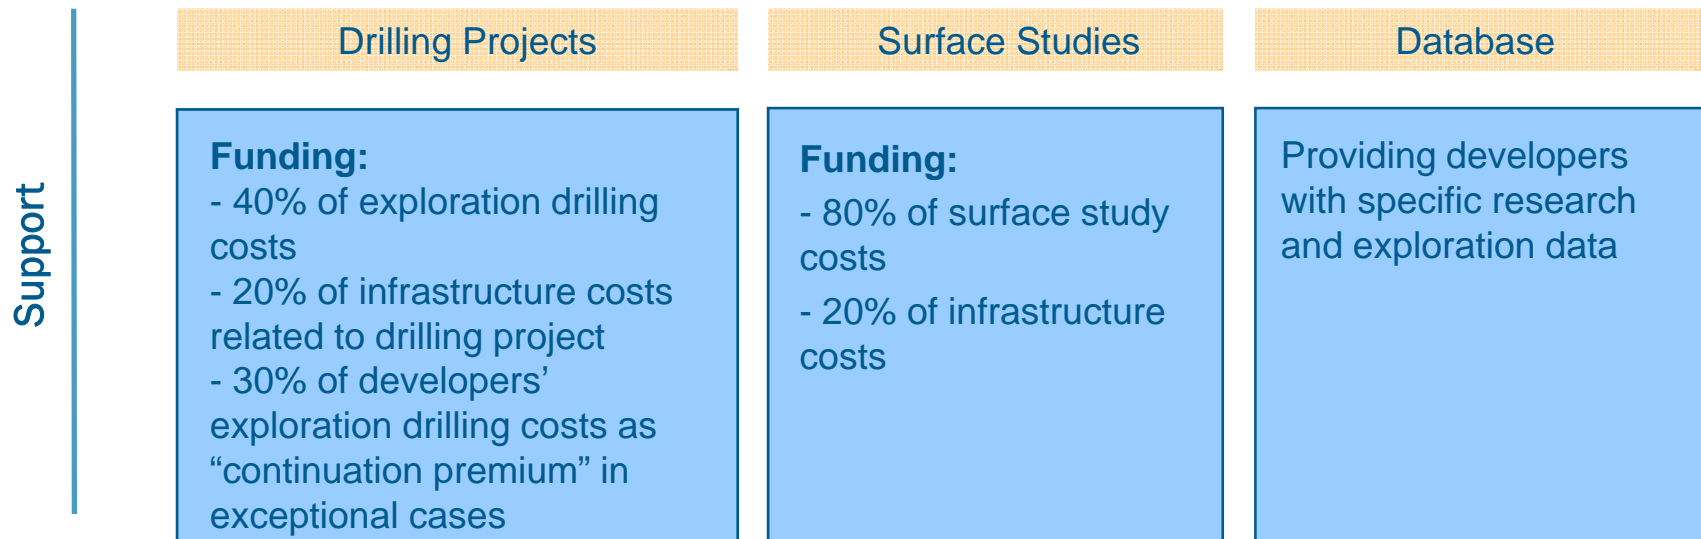 Support
Drilling Projects
Funding:
- 40% of exploration drilling
costs
- 20% of infrastructure costs
related to drilling project
- 30% of developers’
exploration drilling costs as
“continuation premium” in
exceptional cases
Surface Studies
Funding:
- 80% of surface study
costs
- 20% of infrastructure
costs
Database
Providing developers
with specific research
and exploration data